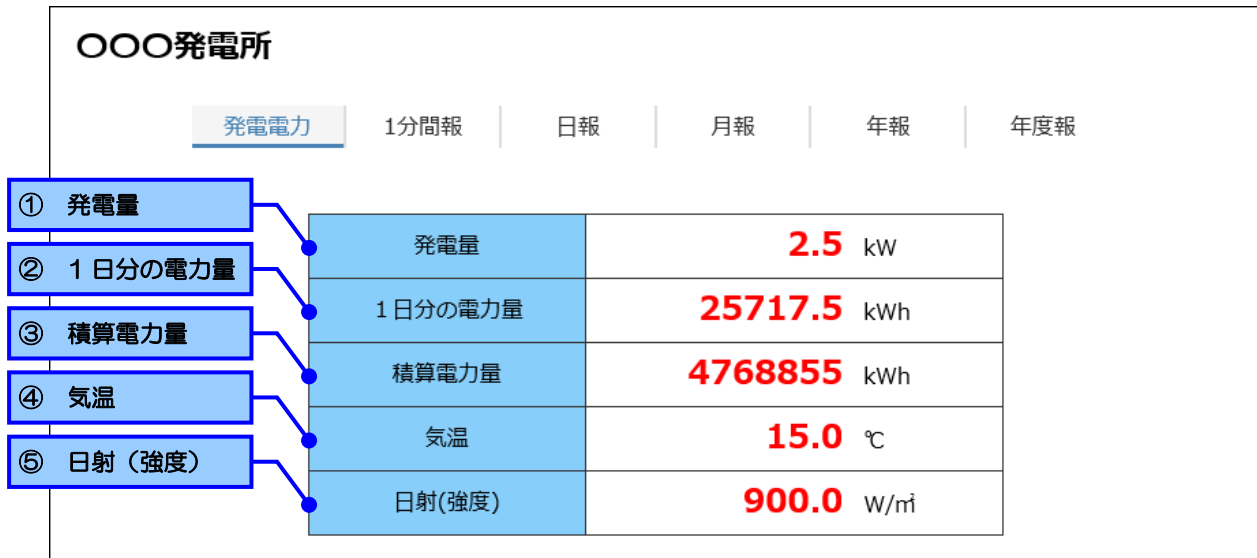 〇〇〇発電所
発電電力 1分間報 日報 月報 年報 年度報
① 発電量
② 1日分の電力量
③ 積算電力量
④ 気温
⑤ 日射（強度）
発電量 2.5 kW
1日分の電力量 25717.5 kWh
積算電力量 4768855 kWh
気温 15.0 ℃
日射(強度) 900.0 W/㎡